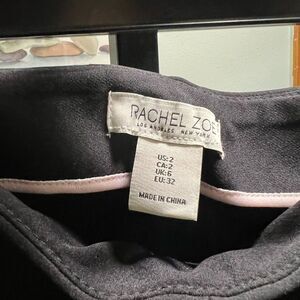 RACHEL ZOE
LOS ANGELES NEW YORK
US:2
CA:2
UK:6
EU:32
MADE IN CHINA